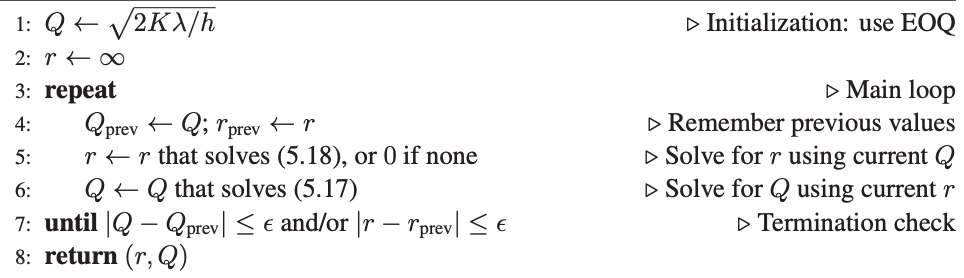 1: Q ← √2Kλ/h ▷ Initialization: use EOQ
2: r ← ∞
3: repeat ▷ Main loop
4: Q_prev ← Q; r_prev ← r ▷ Remember previous values
5: r ← r that solves (5.18), or 0 if none ▷ Solve for r using current Q
6: Q ← Q that solves (5.17) ▷ Solve for Q using current r
7: until |Q − Q_prev| ≤ ϵ and/or |r − r_prev| ≤ ϵ ▷ Termination check
8: return (r, Q)